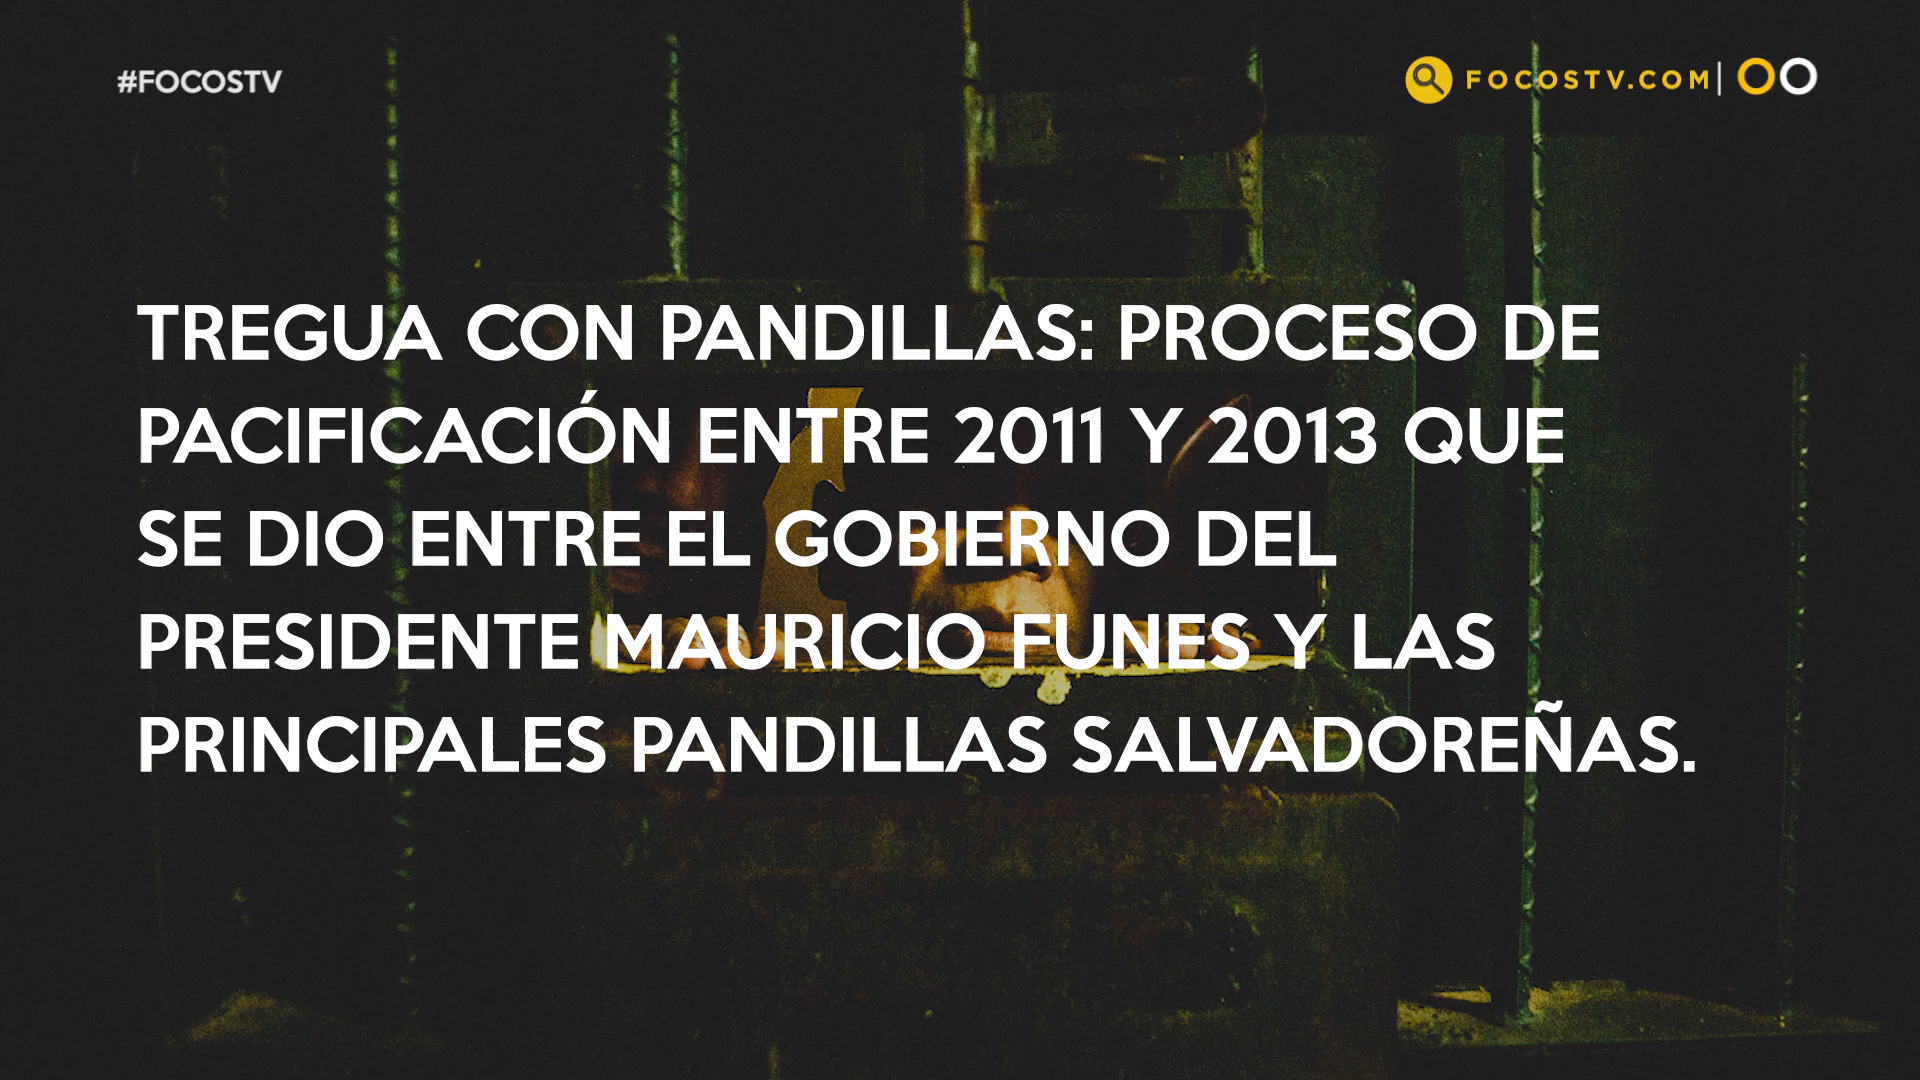 #FOCOSTV
FOCOSTV.COM|
TREGUA CON PANDILLAS: PROCESO DE
PACIFICACIÓN ENTRE 2011 Y 2013 QUE
SE DIO ENTRE EL GOBIERNO DEL
PRESIDENTE MAURICIO FUNES Y LAS
PRINCIPALES PANDILLAS SALVADOREÑAS.